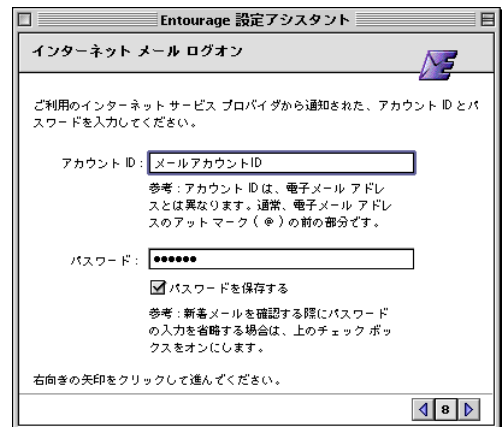 Entourage 設定アシスタント
インターネット メール ログオン
ご利用のインターネット サービス プロバイダから通知された、アカウント ID とパ
スワードを入力してください。
アカウント ID : メールアカウントID
参考 : アカウント ID は、電子メール アドレ
スとは異なります。通常、電子メール アドレ
スのアット マーク ( @ ) の前の部分です。
パスワード : ••••••
パスワードを保存する
参考 : 新着メールを確認する際にパスワード
の入力を省略する場合は、上のチェック ボッ
クスをオンにします。
右向きの矢印をクリックして進んでください。
8